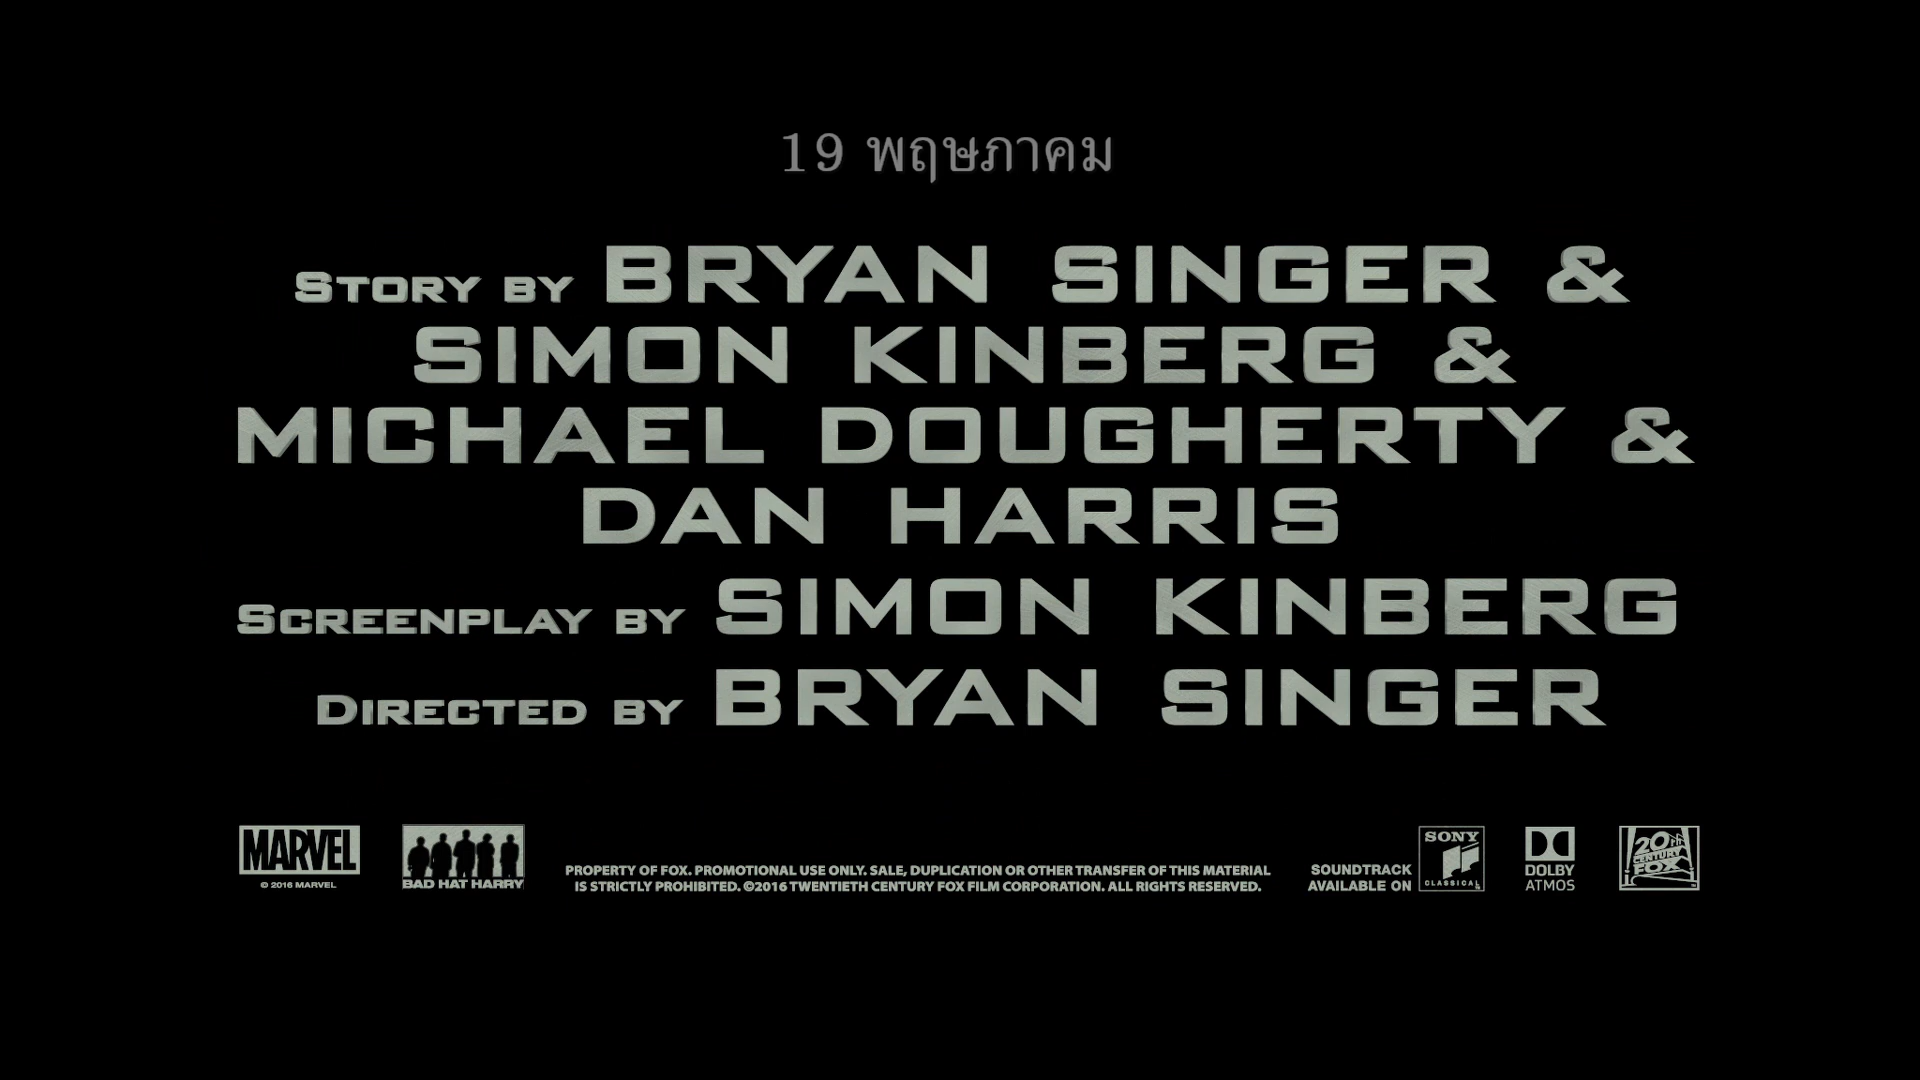 19 พฤษภาคม
STORY BY BRYAN SINGER &
SIMON KINBERG &
MICHAEL DOUGHERTY &
DAN HARRIS
SCREENPLAY BY SIMON KINBERG
DIRECTED BY BRYAN SINGER
MARVEL
© 2016 MARVEL
BAD HAT HARRY
PROPERTY OF FOX. PROMOTIONAL USE ONLY. SALE, DUPLICATION OR OTHER TRANSFER OF THIS MATERIAL
IS STRICTLY PROHIBITED. ©2016 TWENTIETH CENTURY FOX FILM CORPORATION. ALL RIGHTS RESERVED.
SOUNDTRACK
AVAILABLE ON
SONY
CLASSICAL
DOLBY
ATMOS
20th
CENTURY
FOX